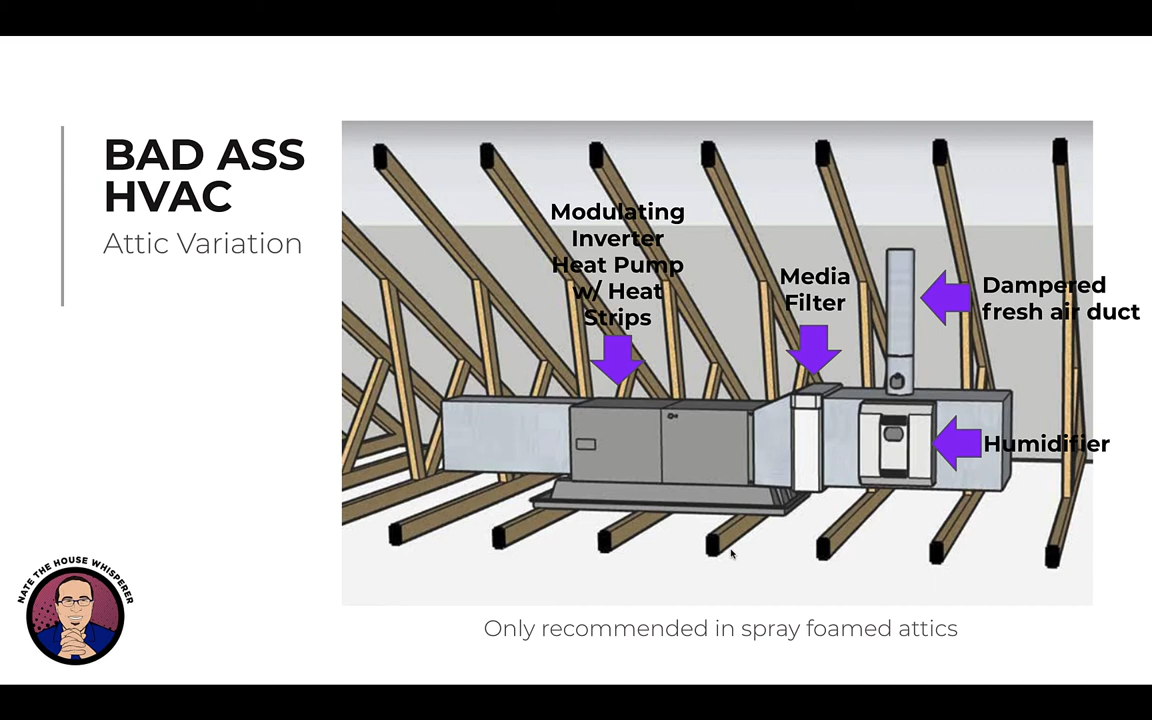 BAD ASS
HVAC
Attic Variation
Modulating
Inverter
Heat Pump
w/ Heat
Strips
Media
Filter
Dampered
fresh air duct
Humidifier
NATE THE HOUSE WHISPERER
Only recommended in spray foamed attics